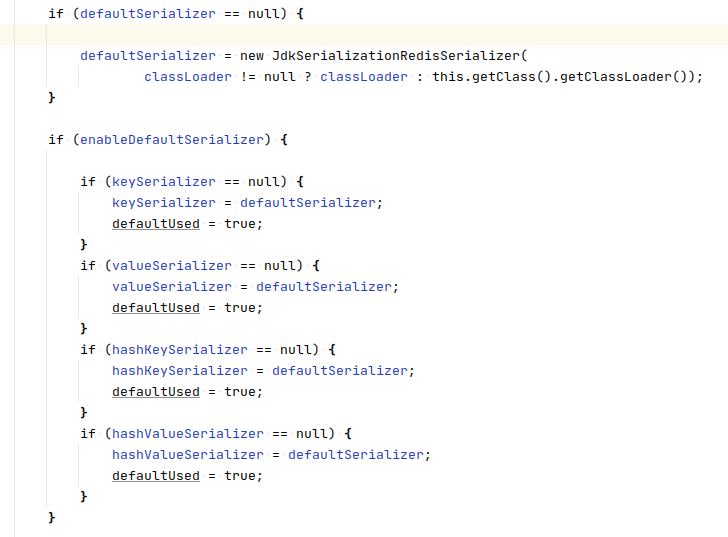 if (defaultSerializer == null) {
defaultSerializer = new JdkSerializationRedisSerializer(
classLoader != null ? classLoader : this.getClass().getClassLoader());
}
if (enableDefaultSerializer) {
if (keySerializer == null) {
keySerializer = defaultSerializer;
defaultUsed = true;
}
if (valueSerializer == null) {
valueSerializer = defaultSerializer;
defaultUsed = true;
}
if (hashKeySerializer == null) {
hashKeySerializer = defaultSerializer;
defaultUsed = true;
}
if (hashValueSerializer == null) {
hashValueSerializer = defaultSerializer;
defaultUsed = true;
}
}